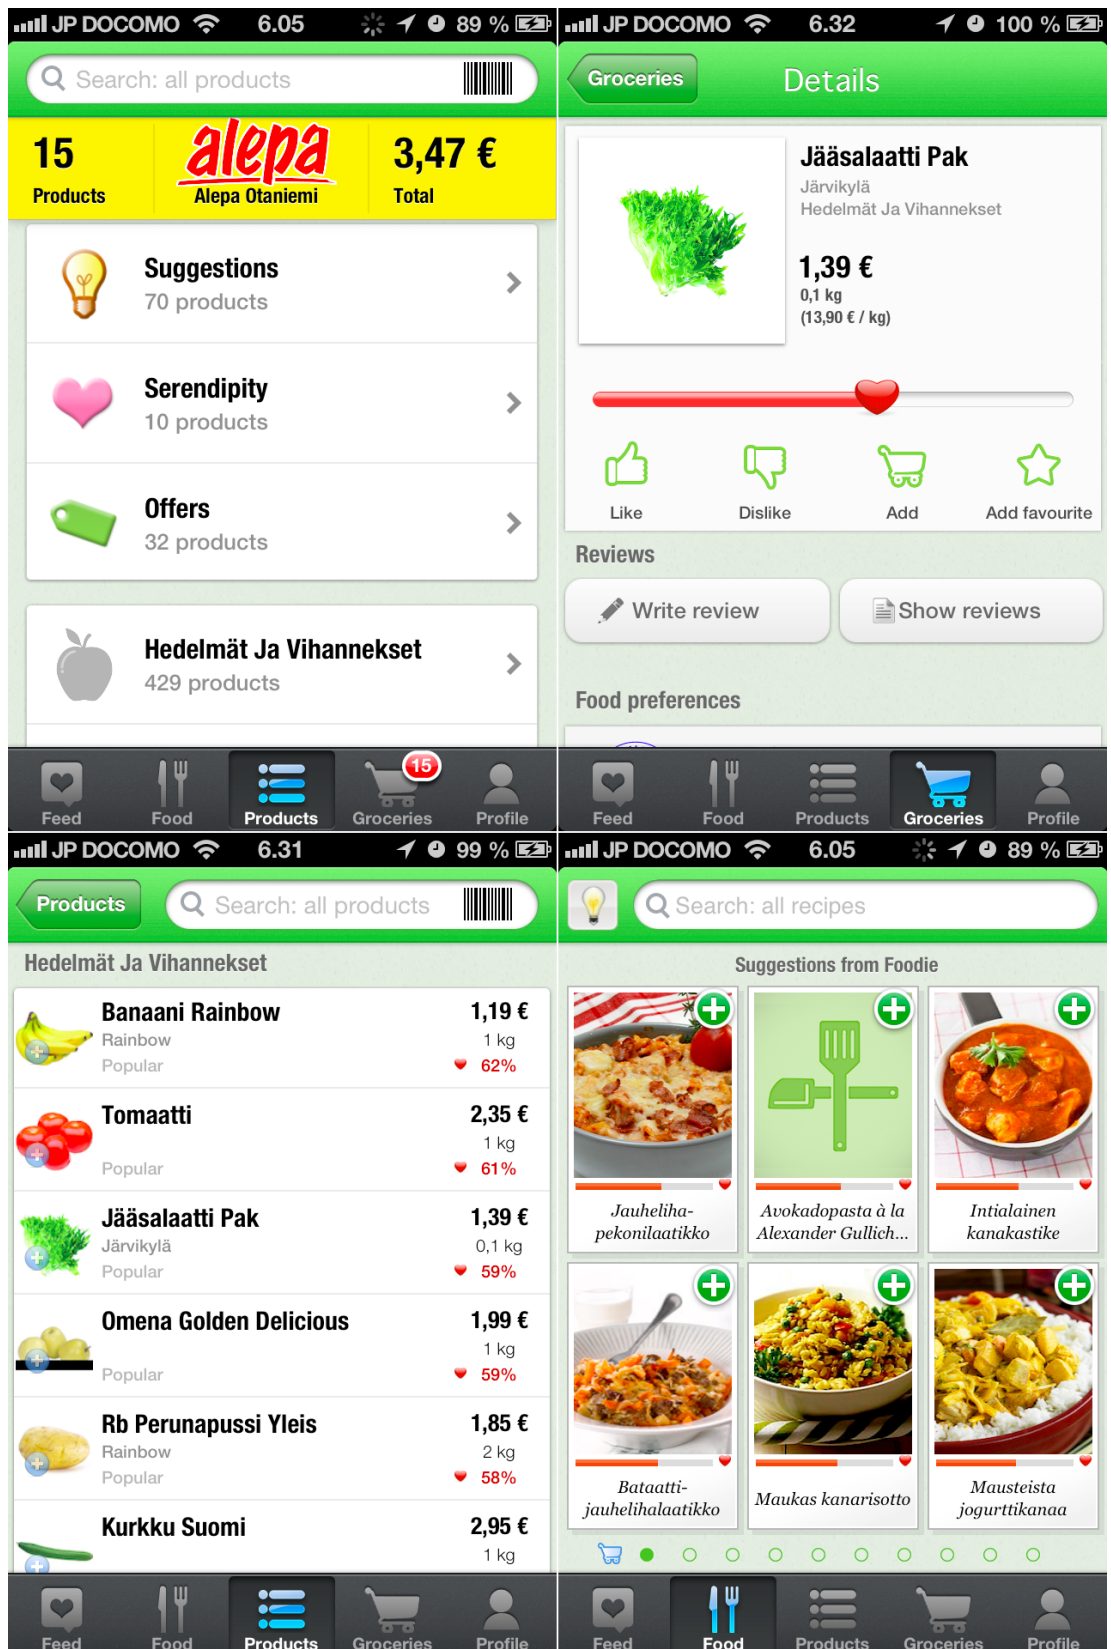 JP DOCOMO 6.05 89 %
Search: all products
15
Products
alepa
Alepa Otaniemi
3,47 €
Total
Suggestions
70 products
Serendipity
10 products
Offers
32 products
Hedelmät Ja Vihannekset
429 products
15
Feed Food Products Groceries Profile
JP DOCOMO 6.32 100 %
Groceries
Details
Jääsalaatti Pak
Järvikylä
Hedelmät Ja Vihannekset
1,39 €
0,1 kg
(13,90 € / kg)
Like Dislike Add Add favourite
Reviews
Write review Show reviews
Food preferences
Feed Food Products Groceries Profile
JP DOCOMO 6.31 99 %
Products
Search: all products
Hedelmät Ja Vihannekset
Banaani Rainbow 1,19 €
Rainbow 1 kg
Popular 62%
Tomaatti 2,35 €
1 kg
Popular 61%
Jääsalaatti Pak 1,39 €
Järvikylä 0,1 kg
Popular 59%
Omena Golden Delicious 1,99 €
1 kg
Popular 59%
Rb Perunapussi Yleis 1,85 €
Rainbow 2 kg
Popular 58%
Kurkku Suomi 2,95 €
1 kg
Feed Food Products Groceries Profile
JP DOCOMO 6.05 89 %
Search: all recipes
Suggestions from Foodie
Jauheliha-
pekonilaatikko
Avokadopasta à la
Alexander Gullich...
Intialainen
kanakastike
Bataatti-
jauhelihalaatikko
Maukas kanarisotto
Mausteista
jogurttikanaa
Feed Food Products Groceries Profile